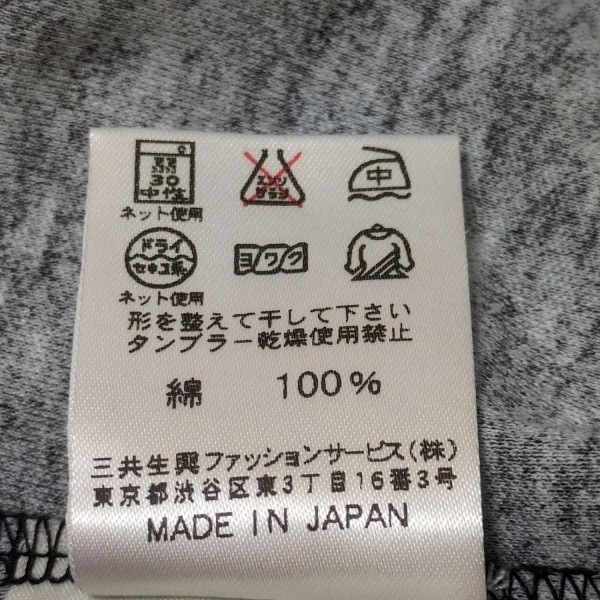 弱
30
中性
ネット使用
エンソ
サラシ
中
ドライ
セキユ系
ネット使用
ヨワク
形を整えて干して下さい
タンブラー乾燥使用禁止
綿 100%
三共生興ファッションサービス(株)
東京都渋谷区東3丁目16番3号
MADE IN JAPAN